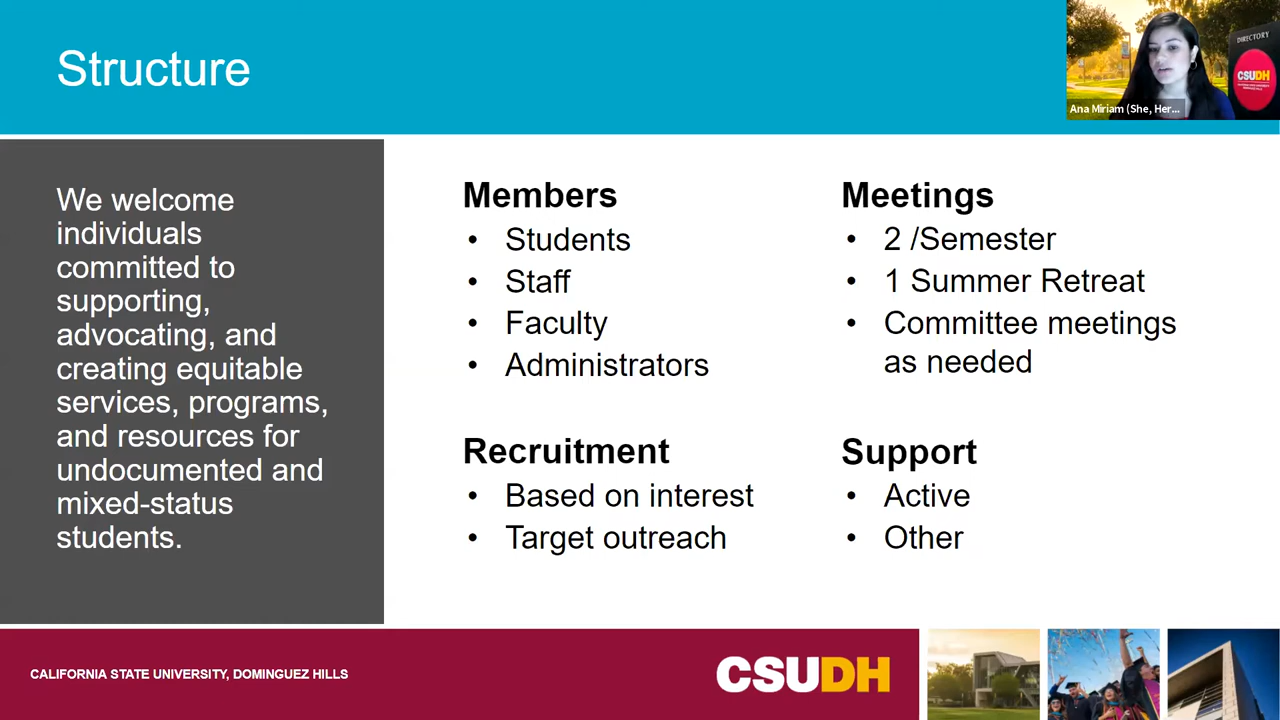 Structure
DIRECTORY
CSUDH
Ana Miriam (She, Her...
We welcome
individuals
committed to
supporting,
advocating, and
creating equitable
services, programs,
and resources for
undocumented and
mixed-status
students.
Members
• Students
• Staff
• Faculty
• Administrators
Meetings
• 2 /Semester
• 1 Summer Retreat
• Committee meetings
as needed
Recruitment
• Based on interest
• Target outreach
Support
• Active
• Other
CALIFORNIA STATE UNIVERSITY, DOMINGUEZ HILLS
CSUDH